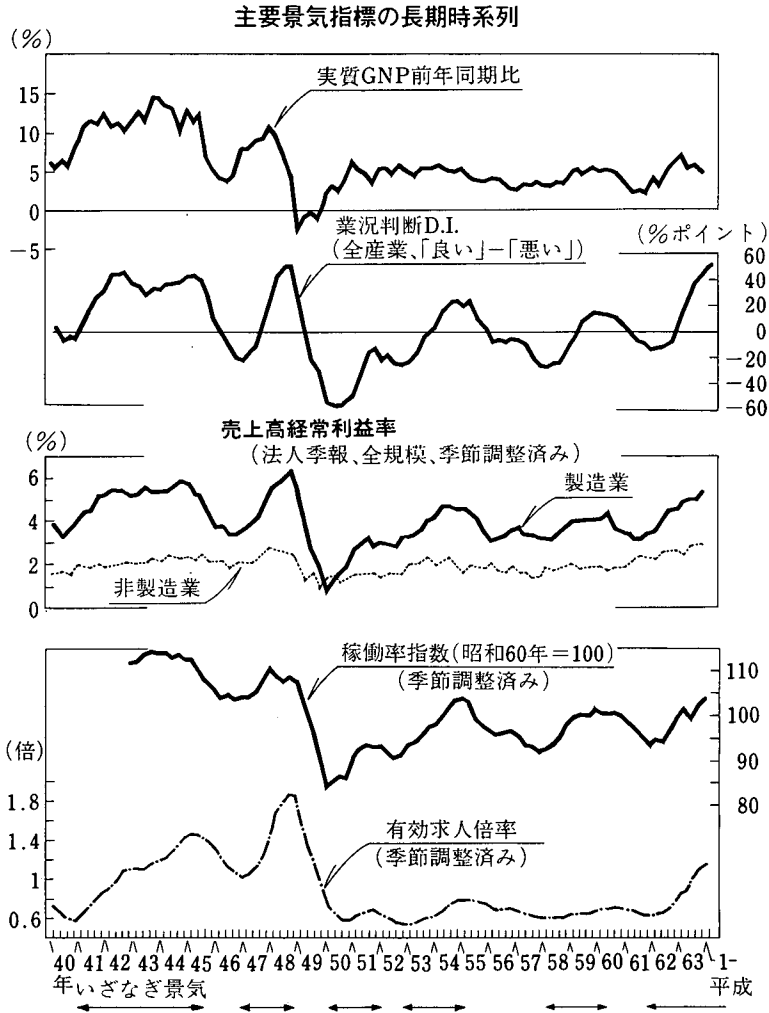 主要景気指標の長期時系列
(%)
実質GNP前年同期比
15
10
5
0
-5
業況判断D.I.
(全産業、「良い」-「悪い」)
(%ポイント)
60
40
20
0
-20
-40
-60
売上高経常利益率
(法人季報、全規模、季節調整済み)
(%)
製造業
6
4
2
0
非製造業
稼働率指数(昭和60年=100)
(季節調整済み)
110
100
90
80
(倍)
1.8
1.4
1
0.6
有効求人倍率
(季節調整済み)
40 41 42 43 44 45 46 47 48 49 50 51 52 53 54 55 56 57 58 59 60 61 62 63 1-
年いざなぎ景気 平成